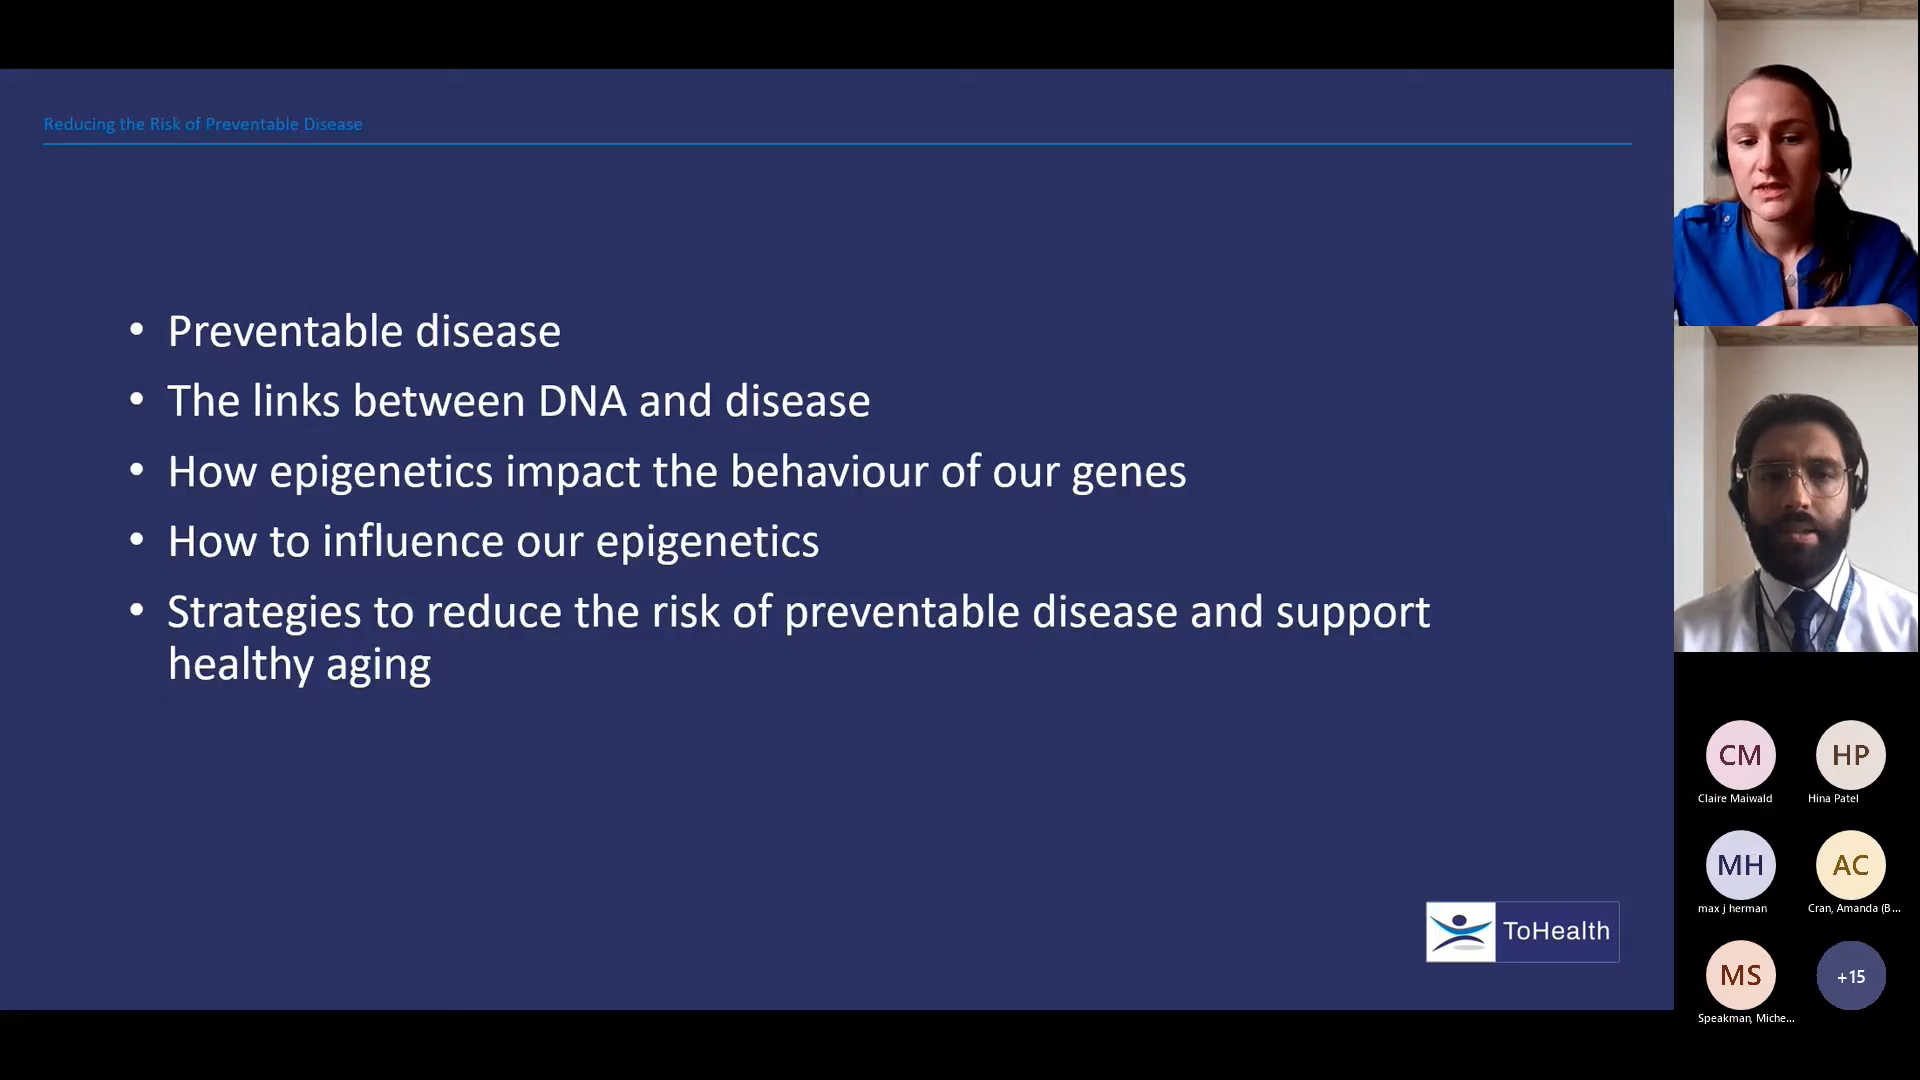 Reducing the Risk of Preventable Disease
• Preventable disease
• The links between DNA and disease
• How epigenetics impact the behaviour of our genes
• How to influence our epigenetics
• Strategies to reduce the risk of preventable disease and support
healthy aging
ToHealth
CM
Claire Maiwald
HP
Hina Patel
MH
max j herman
AC
Cran, Amanda (B...
MS
Speakman, Miche...
+15